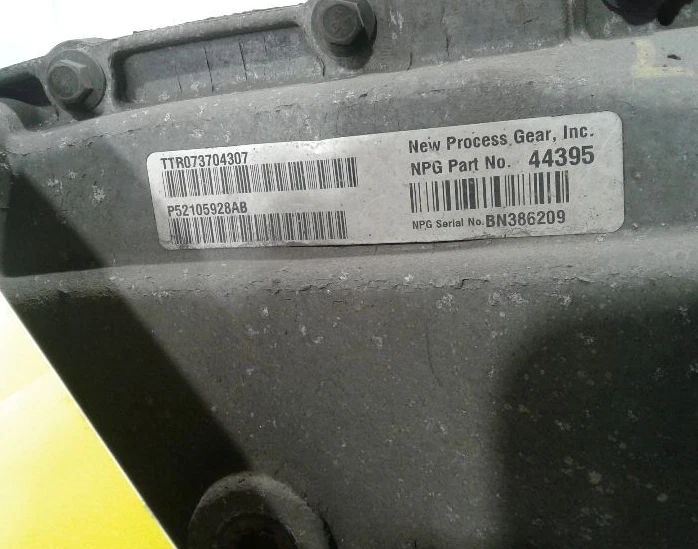 TTR073704307
P52105928AB
New Process Gear, Inc.
NPG Part No. 44395
NPG Serial No. BN386209